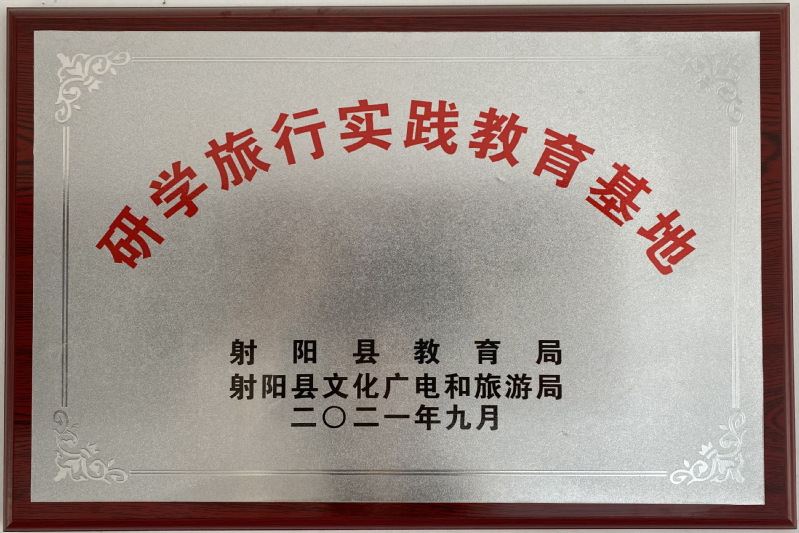 研学旅行实践教育基地
射阳县教育局
射阳县文化广电和旅游局
二〇二一年九月